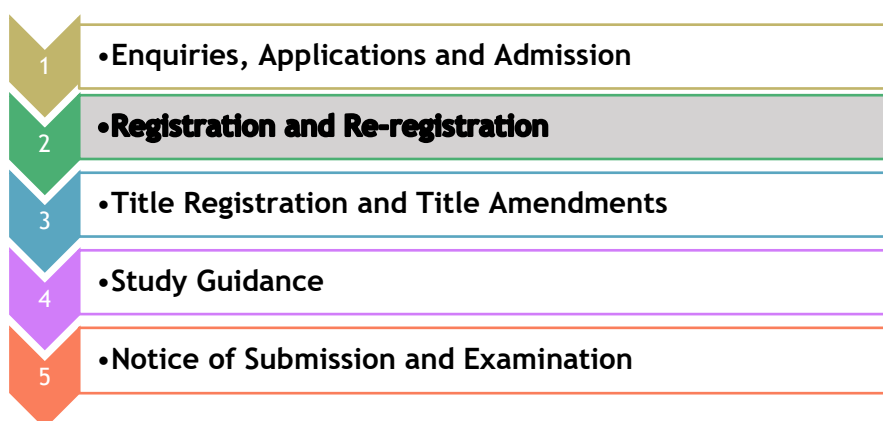 1 •Enquiries, Applications and Admission
2 •Registration and Re-registration
3 •Title Registration and Title Amendments
4 •Study Guidance
5 •Notice of Submission and Examination